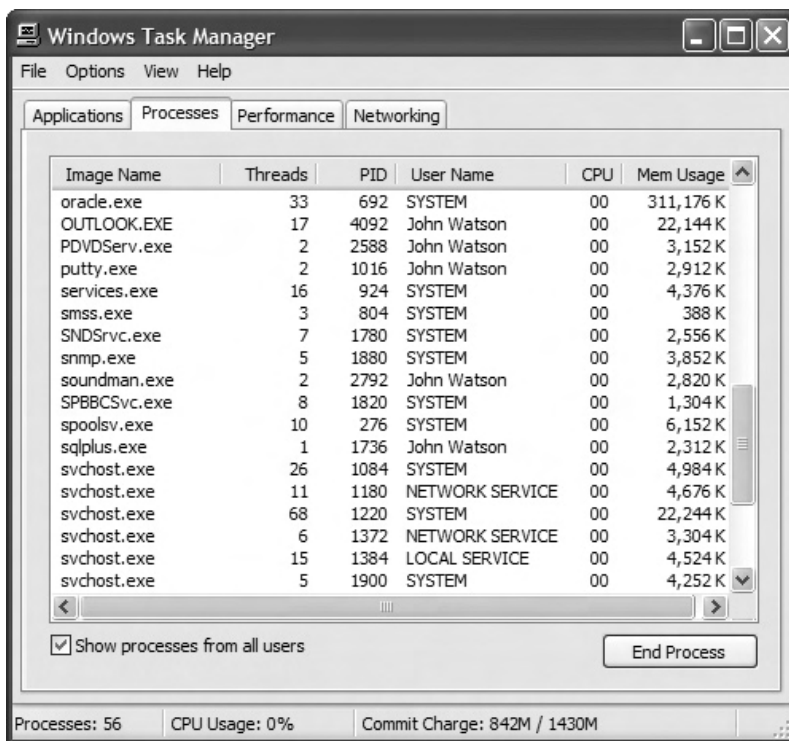 Windows Task Manager
File Options View Help
Applications Processes Performance Networking
Image Name Threads PID User Name CPU Mem Usage
oracle.exe 33 692 SYSTEM 00 311,176 K
OUTLOOK.EXE 17 4092 John Watson 00 22,144 K
PDVDServ.exe 2 2588 John Watson 00 3,152 K
putty.exe 2 1016 John Watson 00 2,912 K
services.exe 16 924 SYSTEM 00 4,376 K
smss.exe 3 804 SYSTEM 00 388 K
SNDSrvc.exe 7 1780 SYSTEM 00 2,556 K
snmp.exe 5 1880 SYSTEM 00 3,852 K
soundman.exe 2 2792 John Watson 00 2,820 K
SPBBCSvc.exe 8 1820 SYSTEM 00 1,304 K
spoolsv.exe 10 276 SYSTEM 00 6,152 K
sqlplus.exe 1 1736 John Watson 00 2,312 K
svchost.exe 26 1084 SYSTEM 00 4,984 K
svchost.exe 11 1180 NETWORK SERVICE 00 4,676 K
svchost.exe 68 1220 SYSTEM 00 22,244 K
svchost.exe 6 1372 NETWORK SERVICE 00 3,304 K
svchost.exe 15 1384 LOCAL SERVICE 00 4,524 K
svchost.exe 5 1900 SYSTEM 00 4,252 K
Show processes from all users End Process
Processes: 56 CPU Usage: 0% Commit Charge: 842M / 1430M